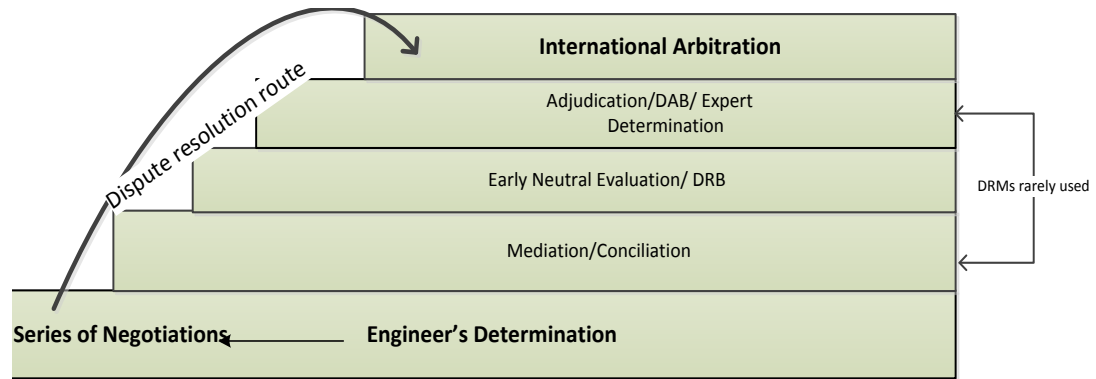 International Arbitration
Adjudication/DAB/ Expert
Determination
Dispute resolution route
Early Neutral Evaluation/ DRB
DRMs rarely used
Mediation/Conciliation
Series of Negotiations
Engineer’s Determination